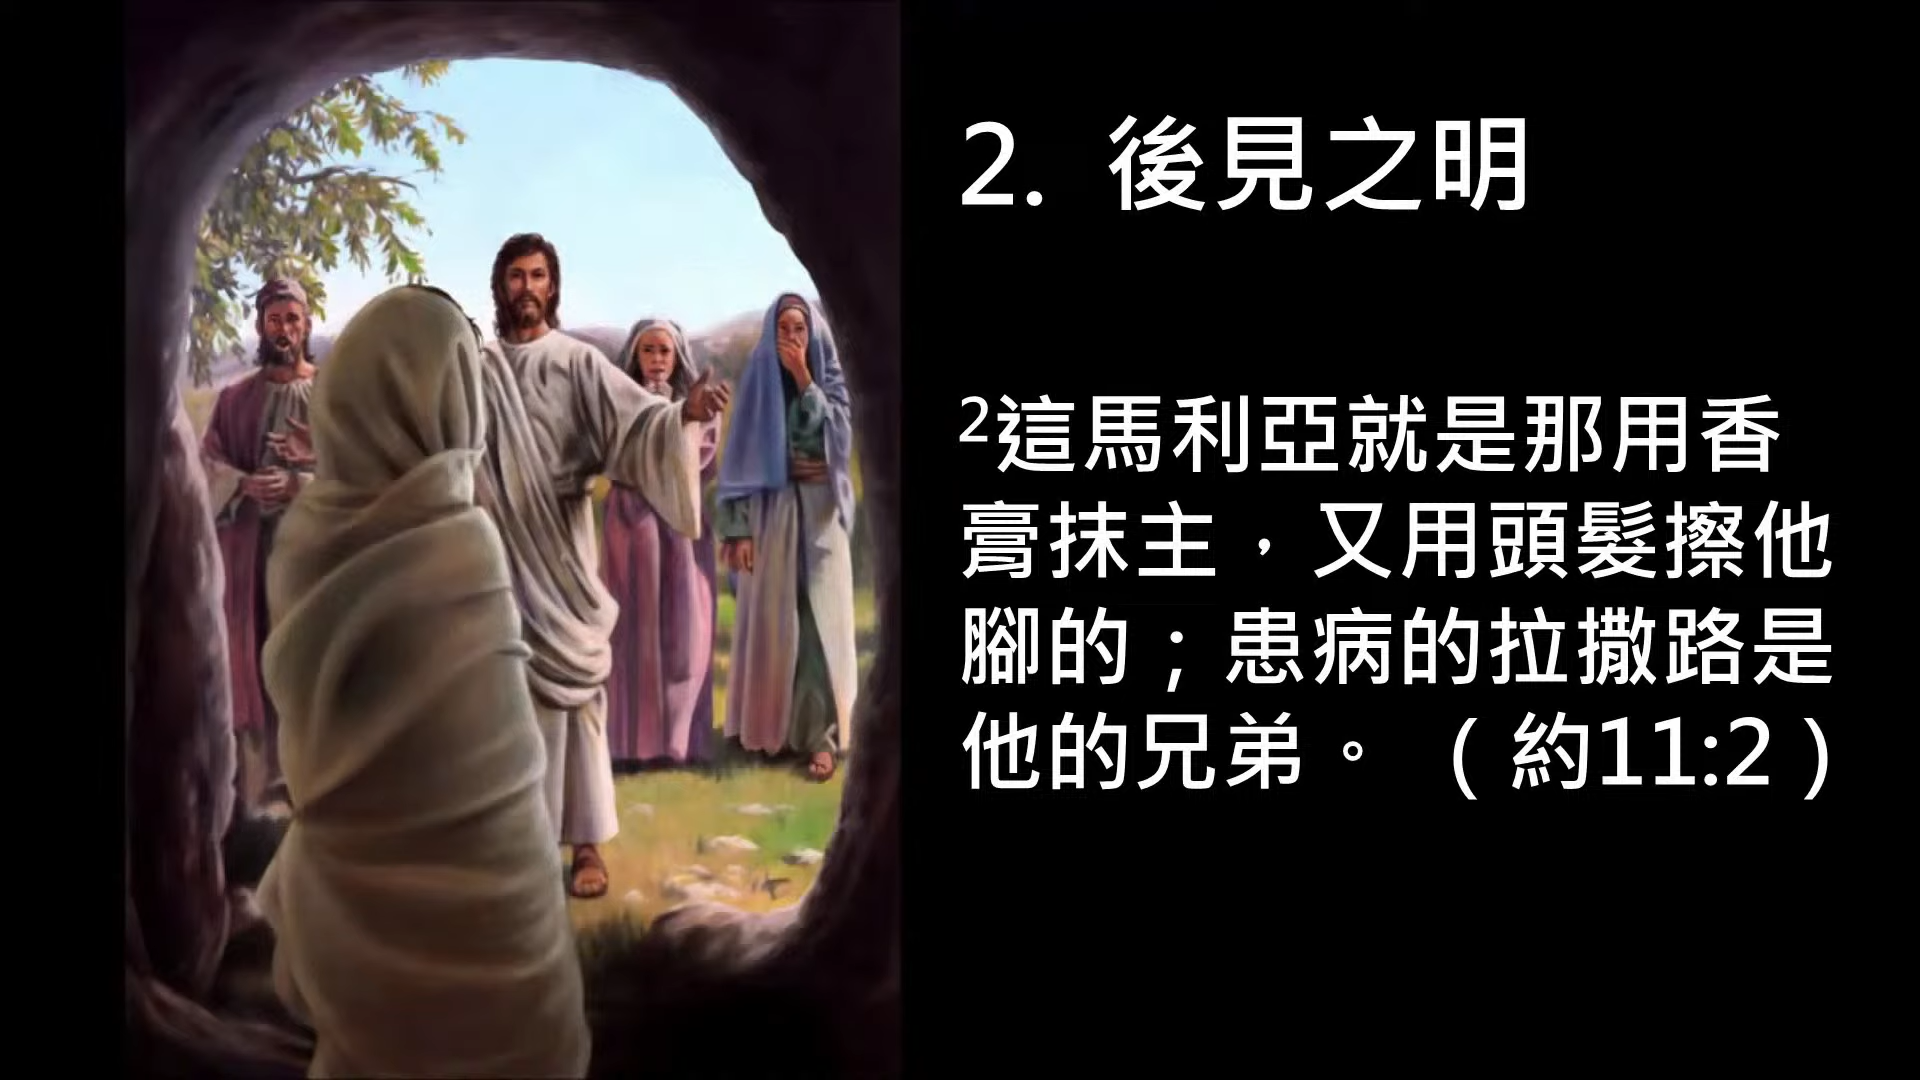 2. 後見之明
2這馬利亞就是那用香
膏抹主，又用頭髮擦他
腳的；患病的拉撒路是
他的兄弟。（約11:2）